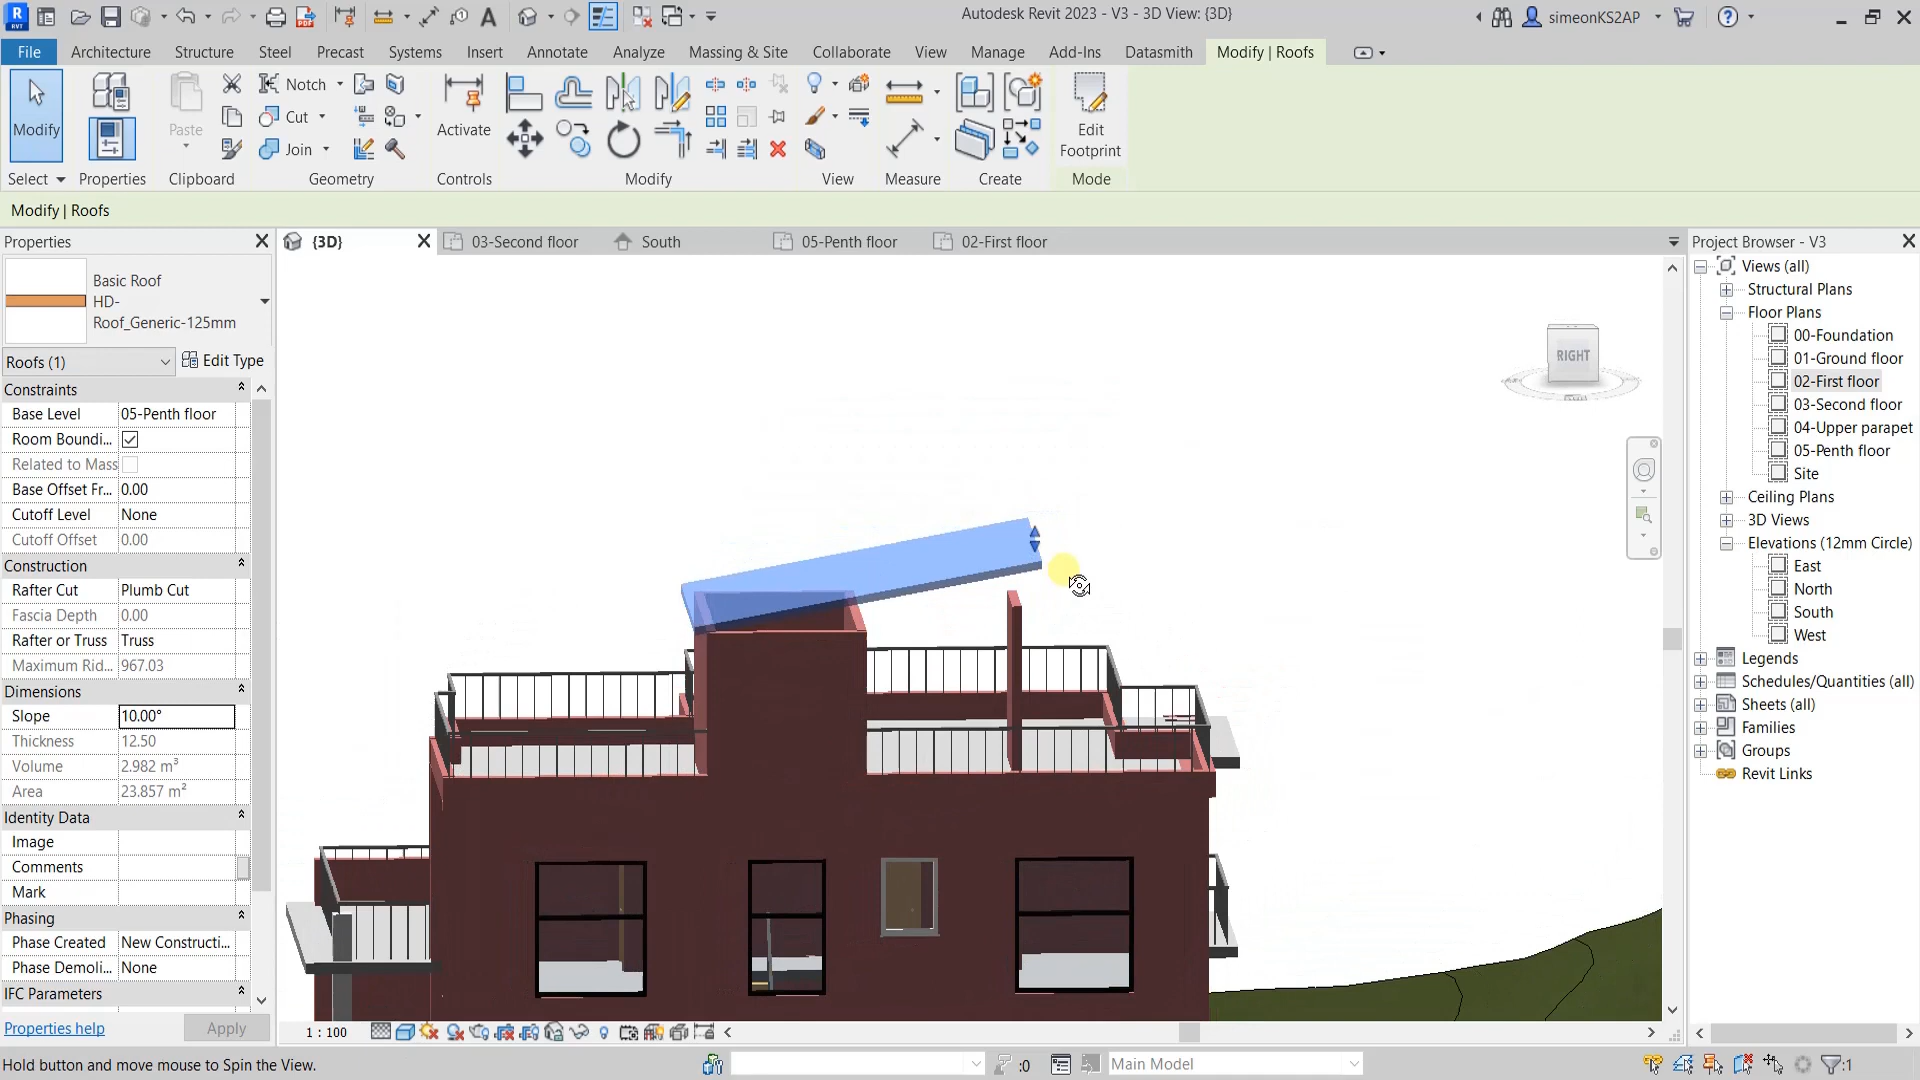 Autodesk Revit 2023 - V3 - 3D View: {3D}
simeonKS2AP
File
Architecture
Structure
Steel
Precast
Systems
Insert
Annotate
Analyze
Massing & Site
Collaborate
View
Manage
Add-Ins
Datasmith
Modify | Roofs
Modify
Paste
Notch
Cut
Join
Activate
Edit
Footprint
Select
Properties
Clipboard
Geometry
Controls
Modify
View
Measure
Create
Mode
Modify | Roofs
Properties
{3D}
03-Second floor
South
05-Penth floor
02-First floor
Project Browser - V3
Basic Roof
HD-
Roof_Generic-125mm
Roofs (1)
Edit Type
Constraints
Base Level 05-Penth floor
Room Boundi...
Related to Mass
Base Offset Fr... 0.00
Cutoff Level None
Cutoff Offset 0.00
Construction
Rafter Cut Plumb Cut
Fascia Depth 0.00
Rafter or Truss Truss
Maximum Rid... 967.03
Dimensions
Slope 10.00°
Thickness 12.50
Volume 2.982 m³
Area 23.857 m²
Identity Data
Image
Comments
Mark
Phasing
Phase Created New Constructi...
Phase Demoli... None
IFC Parameters
Properties help
Apply
RIGHT
Views (all)
Structural Plans
Floor Plans
00-Foundation
01-Ground floor
02-First floor
03-Second floor
04-Upper parapet
05-Penth floor
Site
Ceiling Plans
3D Views
Elevations (12mm Circle)
East
North
South
West
Legends
Schedules/Quantities (all)
Sheets (all)
Families
Groups
Revit Links
1 : 100
Hold button and move mouse to Spin the View.
:0
Main Model
:1